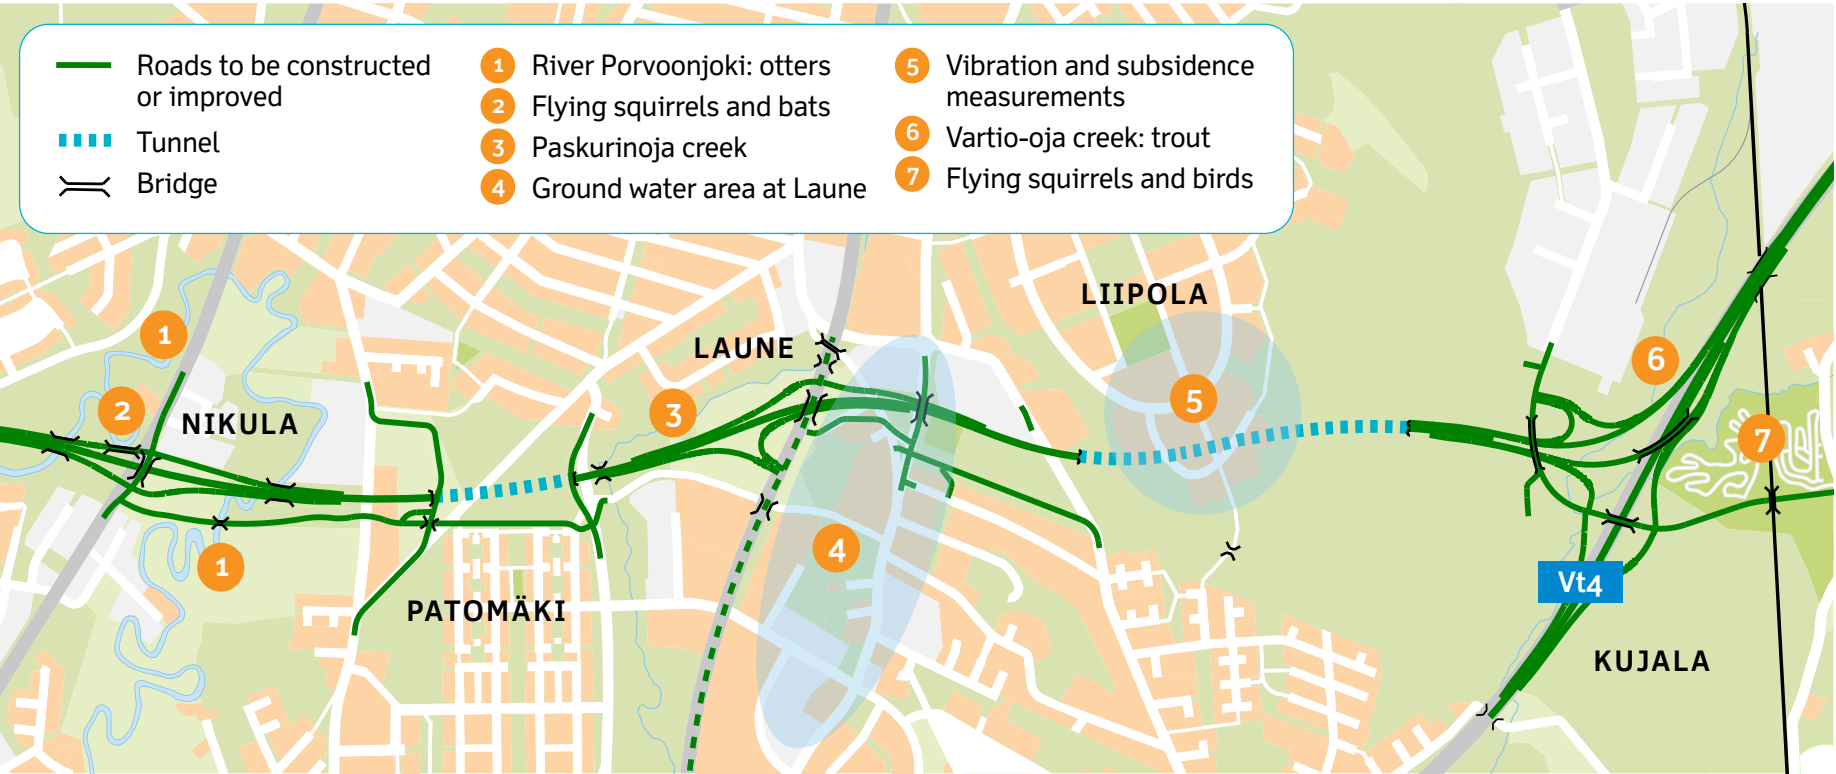 Roads to be constructed
or improved
Tunnel
Bridge
1 River Porvoonjoki: otters
2 Flying squirrels and bats
3 Paskurinoja creek
4 Ground water area at Laune
5 Vibration and subsidence
measurements
6 Vartio-oja creek: trout
7 Flying squirrels and birds
LIIPOLA
1
LAUNE
6
5
2
3
NIKULA
7
4
1
Vt4
PATOMÄKI
KUJALA